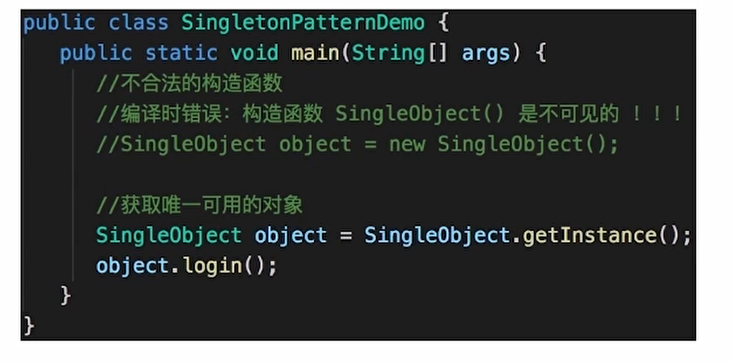 public class SingletonPatternDemo {
public static void main(String[] args) {
//不合法的构造函数
//编译时错误：构造函数 SingleObject() 是不可见的 ！！！
//SingleObject object = new SingleObject();
//获取唯一可用的对象
SingleObject object = SingleObject.getInstance();
object.login();
}
}